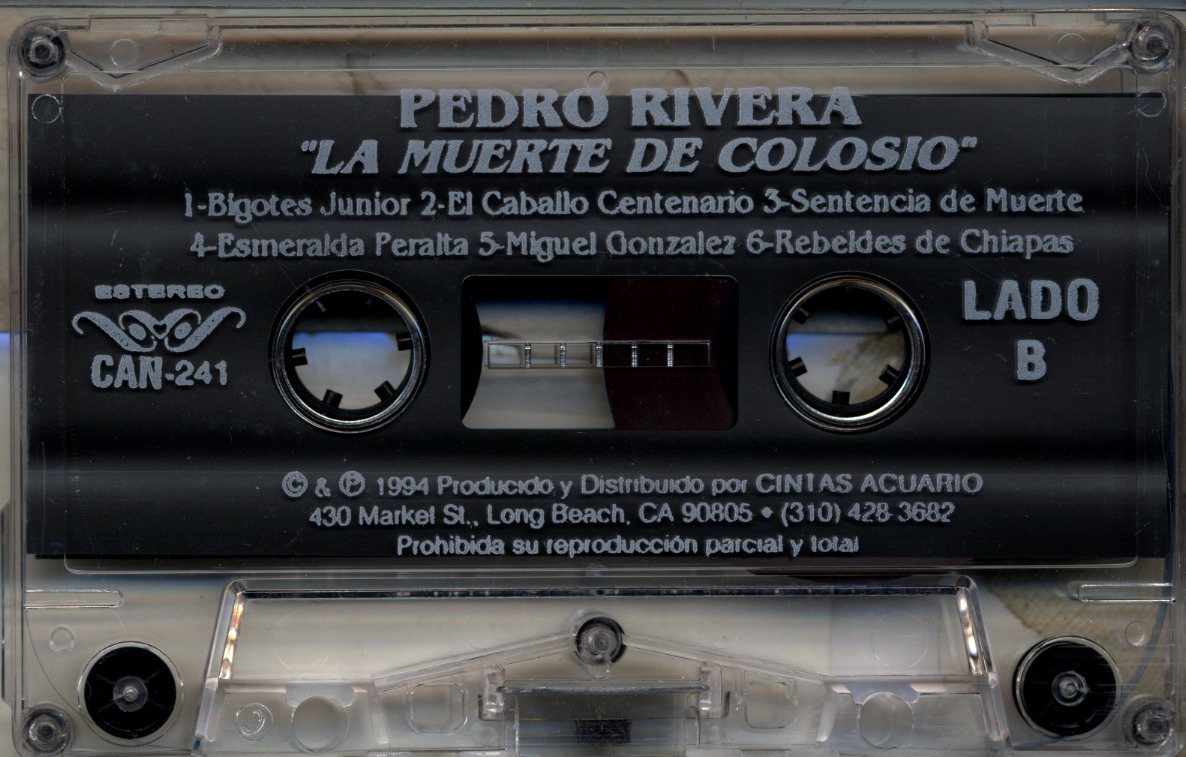 PEDRO RIVERA
"LA MUERTE DE COLOSIO"
1-Bigotes Junior 2-El Caballo Centenario 3-Sentencia de Muerte
4-Esmeralda Peralta 5-Miguel Gonzalez 6-Rebeldes de Chiapas
ESTEREO
CAN-241
LADO
B
© & ℗ 1994 Producido y Distribuido por CINTAS ACUARIO
430 Market St., Long Beach, CA 90805 • (310) 428-3682
Prohibida su reproducción parcial y total